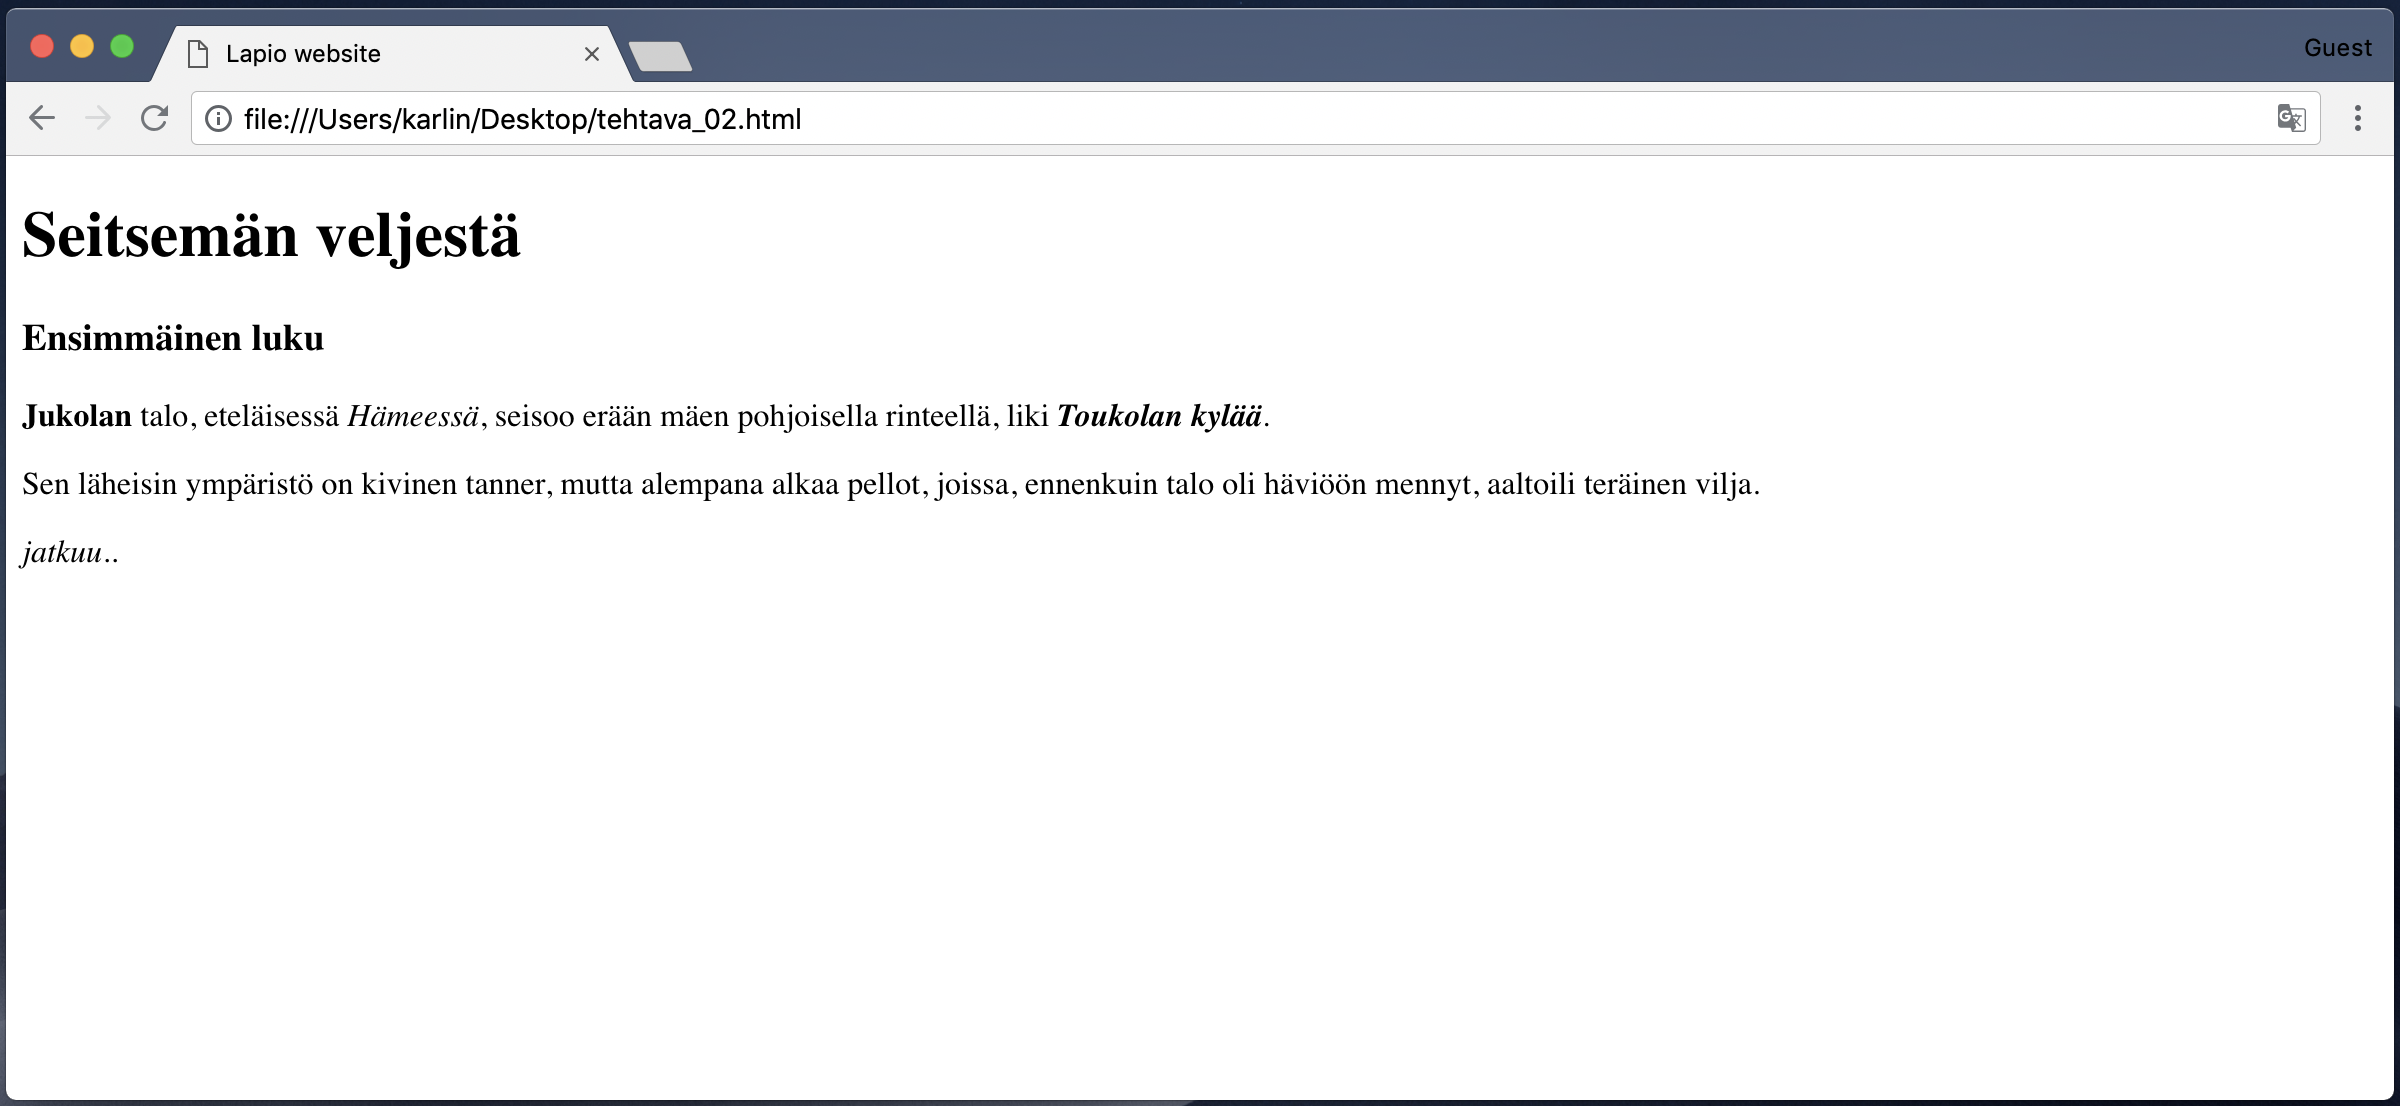 Lapio website
Guest
file:///Users/karlin/Desktop/tehtava_02.html
Seitsemän veljestä
Ensimmäinen luku
Jukolan talo, eteläisessä Hämeessä, seisoo erään mäen pohjoisella rinteellä, liki Toukolan kylää.
Sen läheisin ympäristö on kivinen tanner, mutta alempana alkaa pellot, joissa, ennenkuin talo oli häviöön mennyt, aaltoili teräinen vilja.
jatkuu..